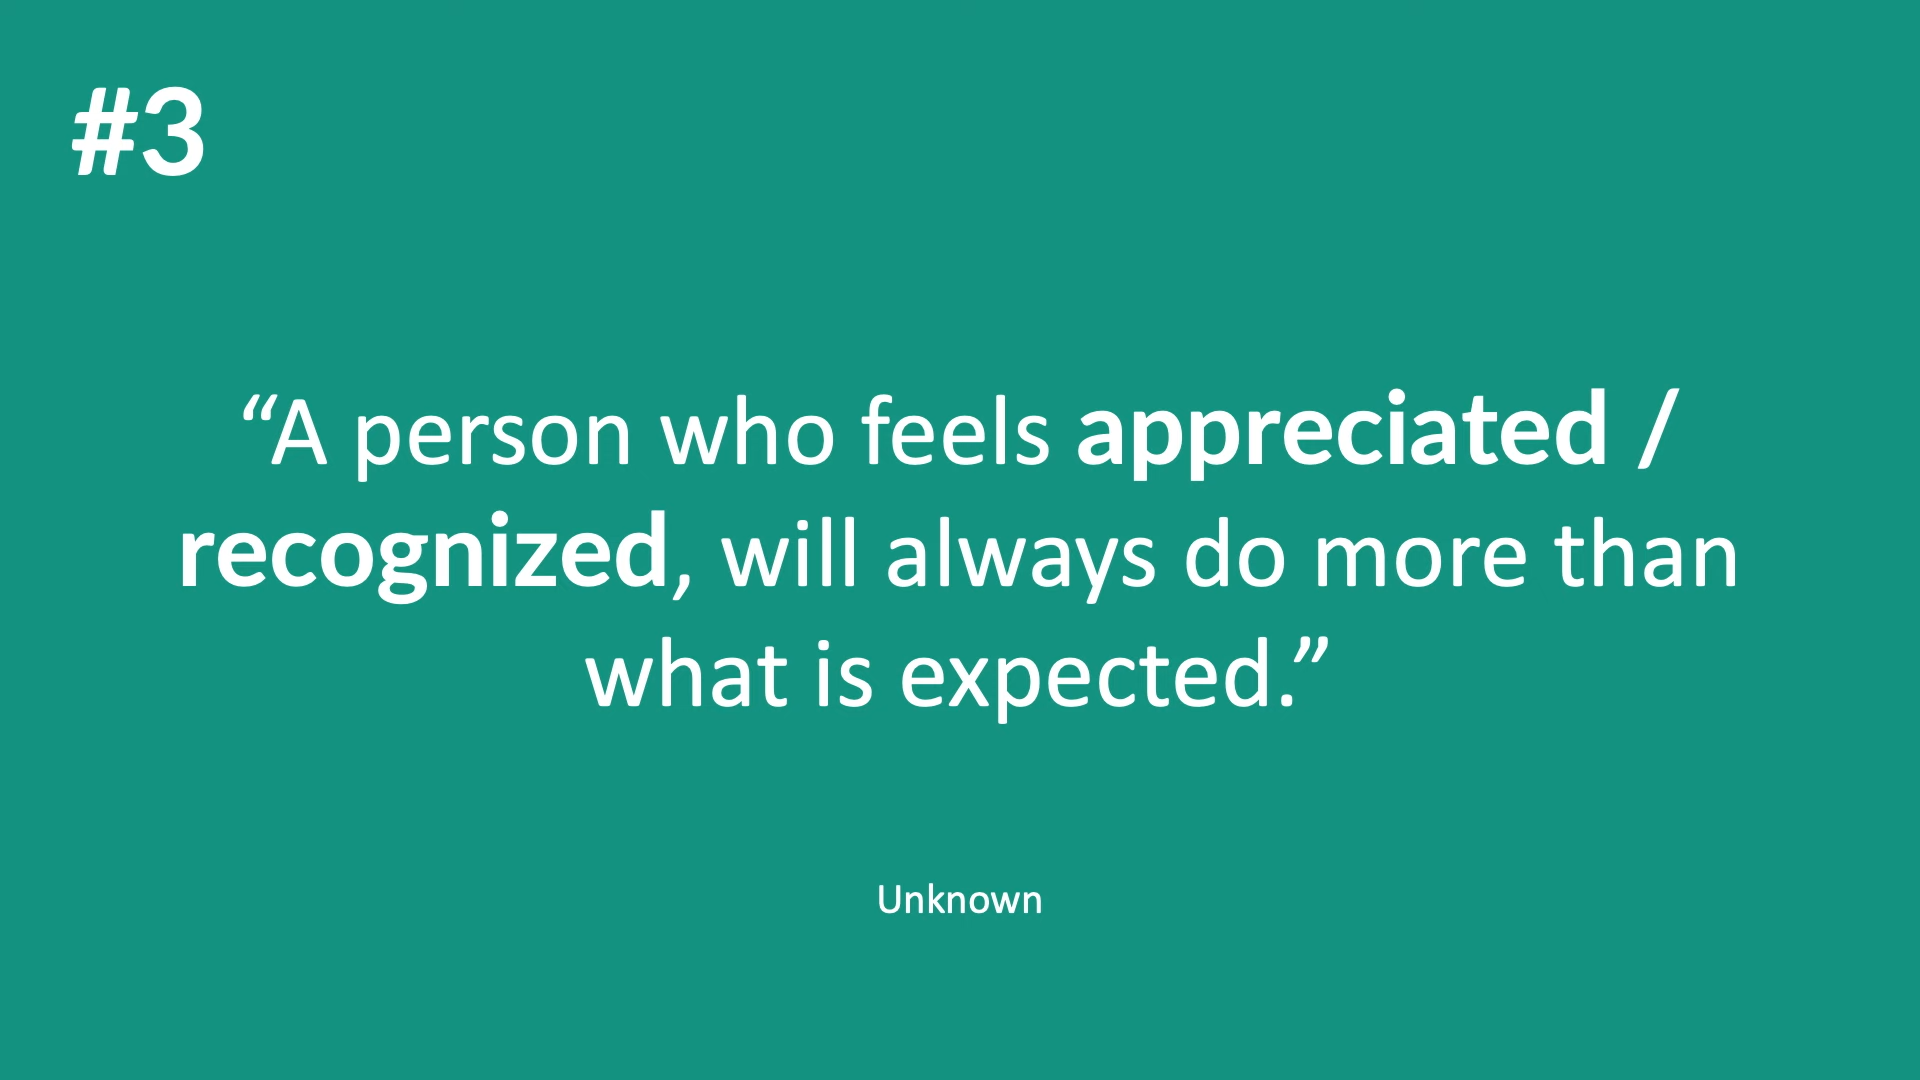 #3
“A person who feels appreciated /
recognized, will always do more than
what is expected.”
Unknown